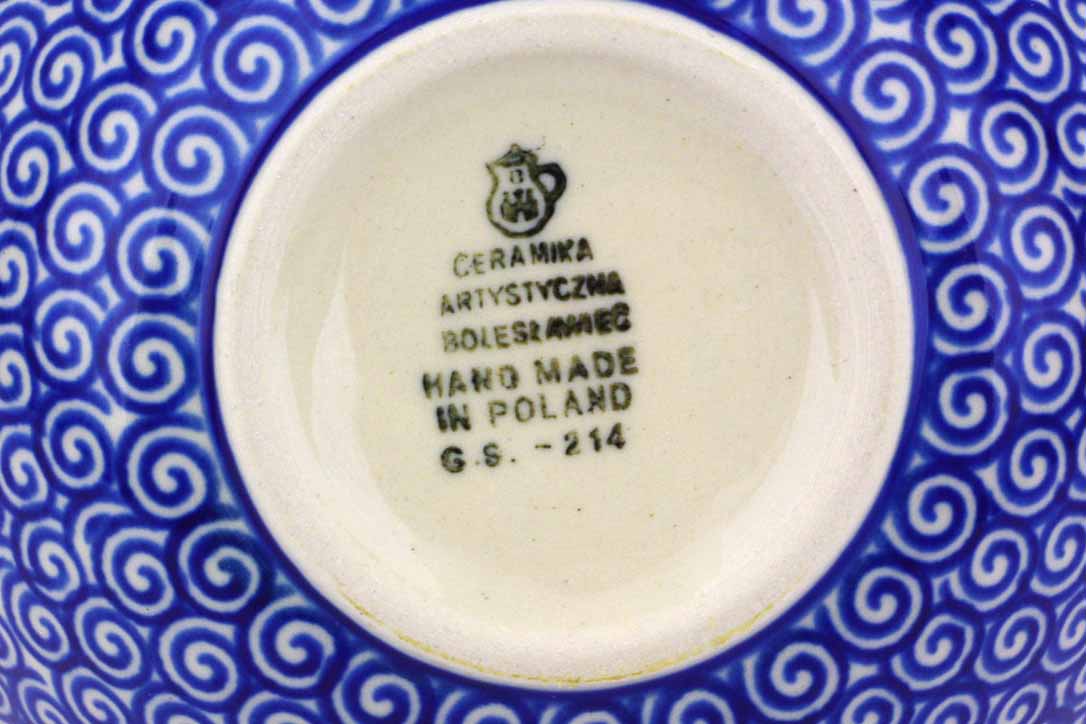 CERAMIKA
ARTYSTYCZNA
BOLESŁAWIEC
HAND MADE
IN POLAND
G.S. - 214